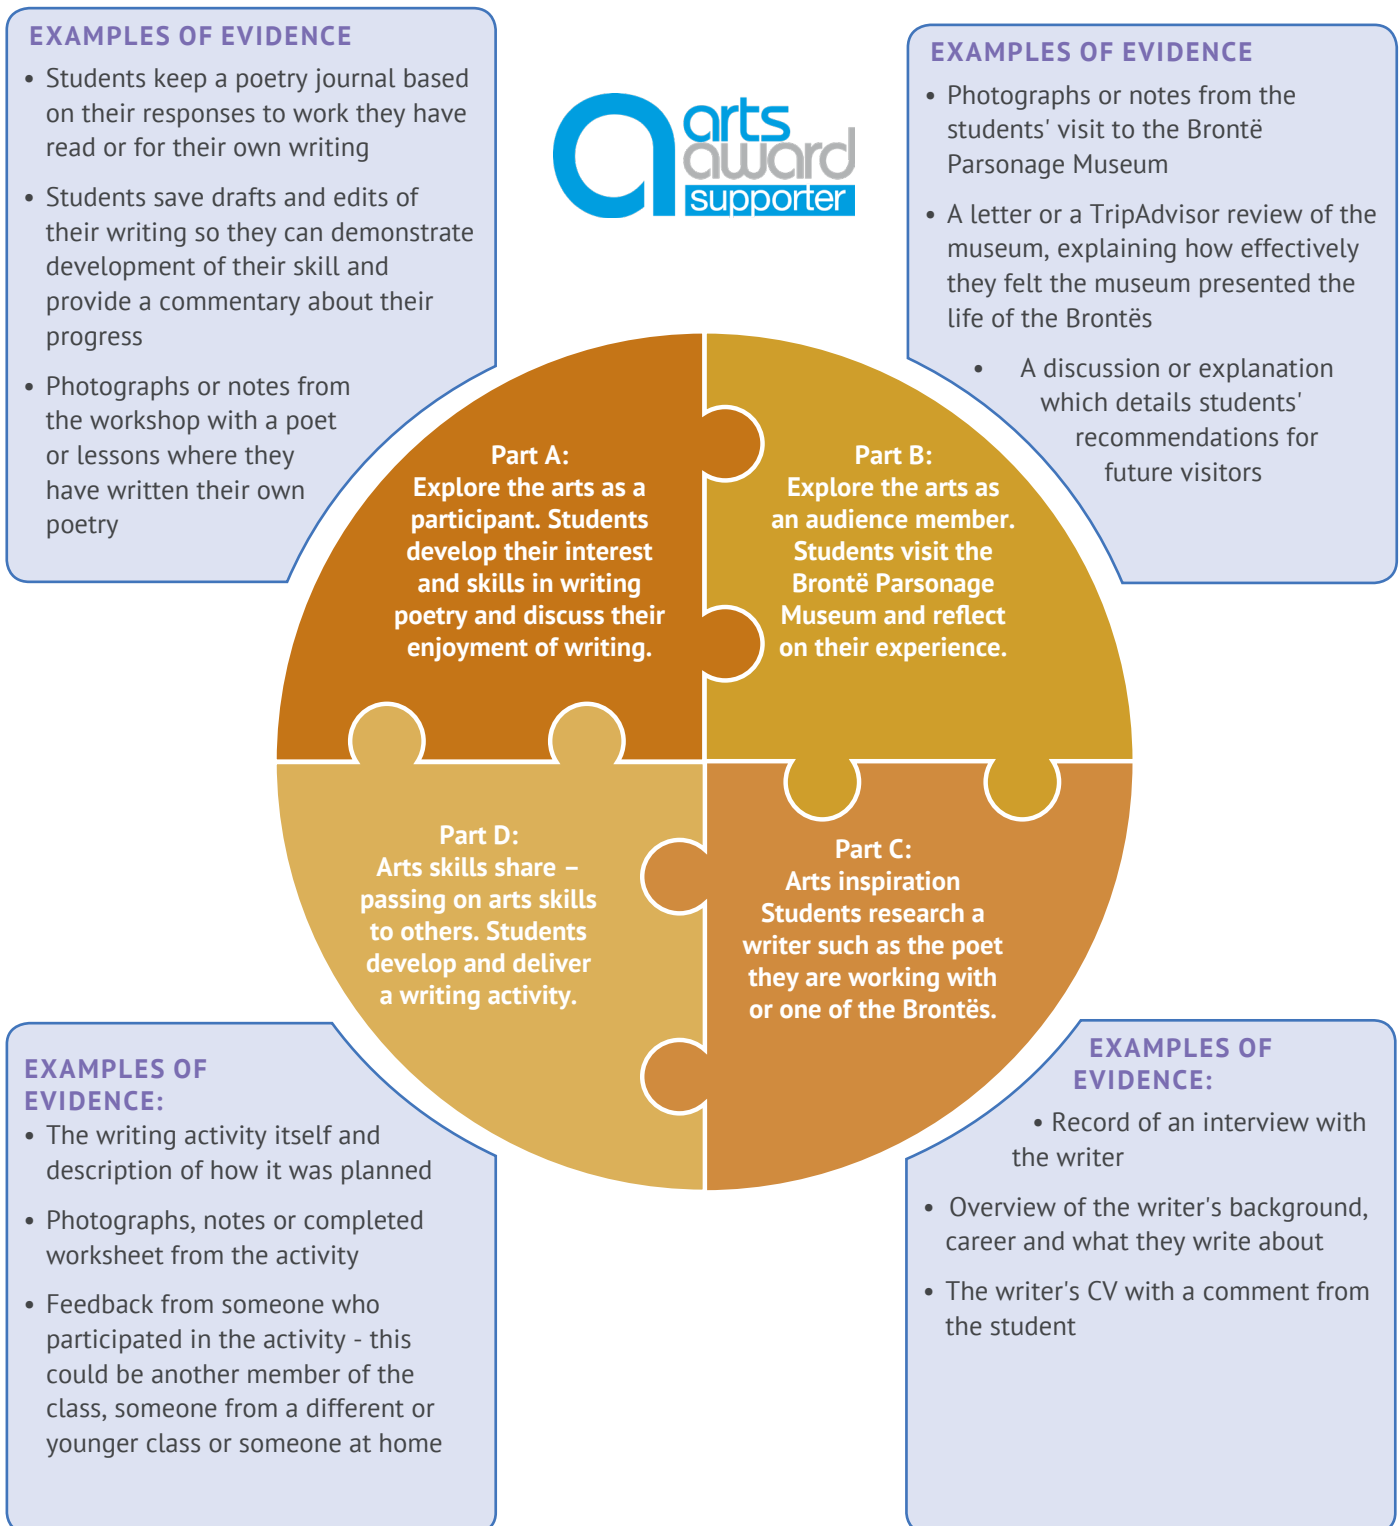 EXAMPLES OF EVIDENCE
• Students keep a poetry journal based
on their responses to work they have
read or for their own writing
• Students save drafts and edits of
their writing so they can demonstrate
development of their skill and
provide a commentary about their
progress
• Photographs or notes from
the workshop with a poet
or lessons where they
have written their own
poetry
arts
award
supporter
EXAMPLES OF EVIDENCE
• Photographs or notes from the
students' visit to the Brontë
Parsonage Museum
• A letter or a TripAdvisor review of the
museum, explaining how effectively
they felt the museum presented the
life of the Brontës
• A discussion or explanation
which details students'
recommendations for
future visitors
Part A:
Explore the arts as a
participant. Students
develop their interest
and skills in writing
poetry and discuss their
enjoyment of writing.
Part B:
Explore the arts as
an audience member.
Students visit the
Brontë Parsonage
Museum and reflect
on their experience.
Part D:
Arts skills share –
passing on arts skills
to others. Students
develop and deliver
a writing activity.
Part C:
Arts inspiration
Students research a
writer such as the poet
they are working with
or one of the Brontës.
EXAMPLES OF
EVIDENCE:
• The writing activity itself and
description of how it was planned
• Photographs, notes or completed
worksheet from the activity
• Feedback from someone who
participated in the activity - this
could be another member of the
class, someone from a different or
younger class or someone at home
EXAMPLES OF
EVIDENCE:
• Record of an interview with
the writer
• Overview of the writer's background,
career and what they write about
• The writer's CV with a comment from
the student